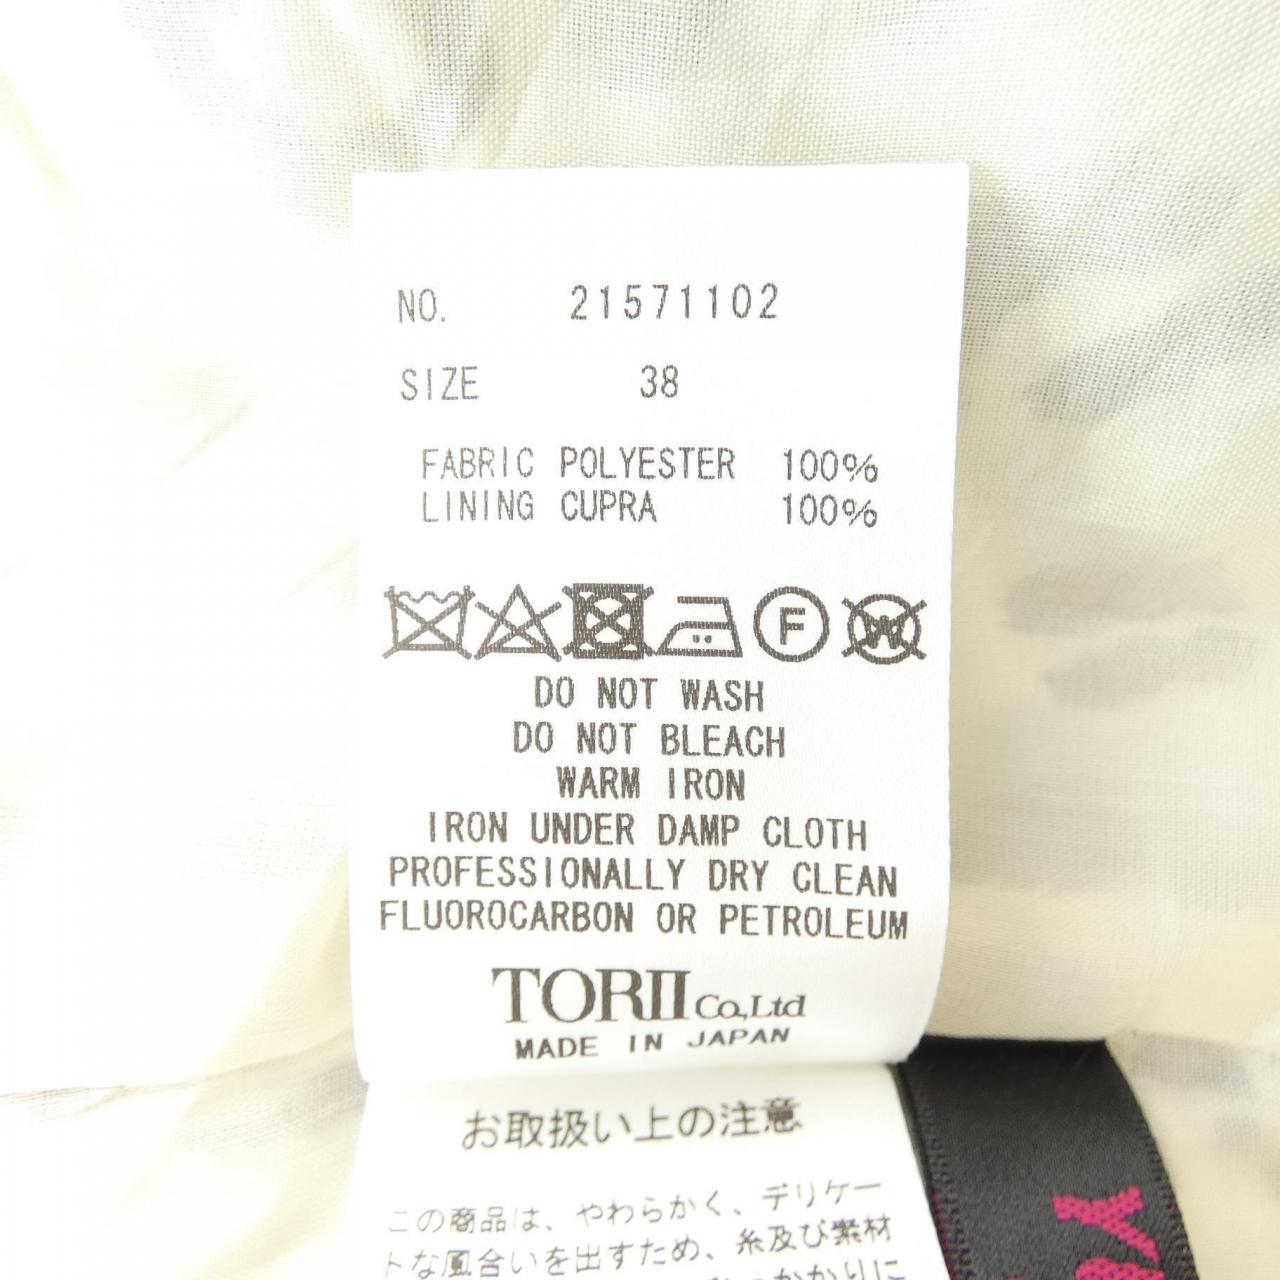 NO. 21571102
SIZE 38
FABRIC POLYESTER 100%
LINING CUPRA 100%
F W
DO NOT WASH
DO NOT BLEACH
WARM IRON
IRON UNDER DAMP CLOTH
PROFESSIONALLY DRY CLEAN
FLUOROCARBON OR PETROLEUM
TORII Co,Ltd
MADE IN JAPAN
お取扱い上の注意
この商品は、やわらかく、デリケー
トな風合いを出すため、糸及び素材